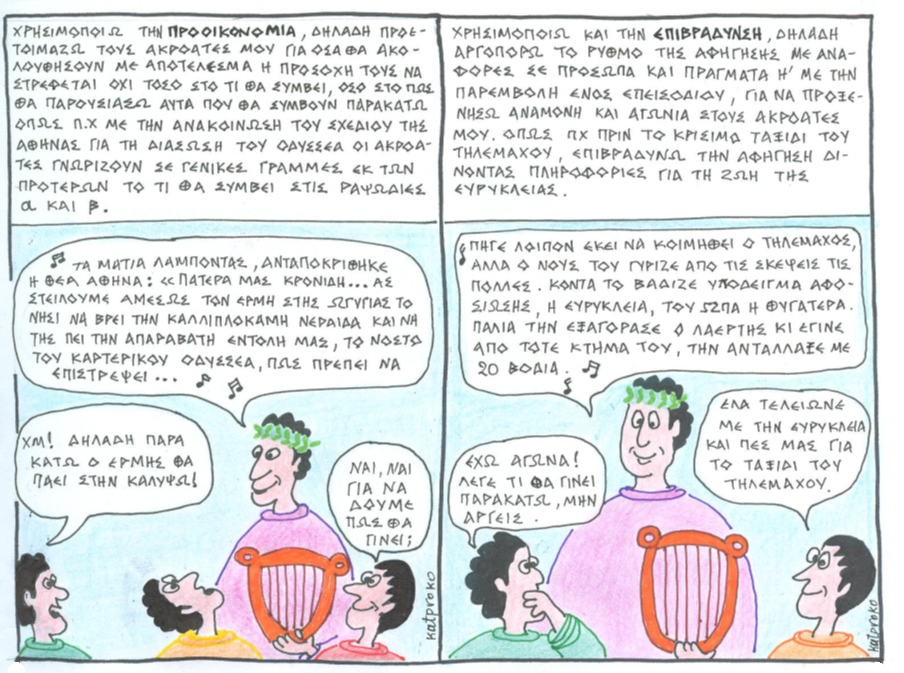 ΧΡΗΣΙΜΟΠΟΙΩ ΤΗΝ ΠΡΟΟΙΚΟΝΟΜΙΑ, ΔΗΛΑΔΗ ΠΡΟΕ-
ΤΟΙΜΑΖΩ ΤΟΥΣ ΑΚΡΟΑΤΕΣ ΜΟΥ ΓΙΑ ΟΣΑ ΘΑ ΑΚΟ-
ΛΟΥΘΗΣΟΥΝ ΜΕ ΑΠΟΤΕΛΕΣΜΑ Η ΠΡΟΣΟΧΗ ΤΟΥΣ ΝΑ
ΣΤΡΕΦΕΤΑΙ ΟΧΙ ΤΟΣΟ ΣΤΟ ΤΙ ΘΑ ΣΥΜΒΕΙ, ΟΣΟ ΣΤΟ ΠΩΣ
ΘΑ ΠΑΡΟΥΣΙΑΣΩ ΑΥΤΑ ΠΟΥ ΘΑ ΣΥΜΒΟΥΝ ΠΑΡΑΚΑΤΩ
ΟΠΩΣ Π.Χ ΜΕ ΤΗΝ ΑΝΑΚΟΙΝΩΣΗ ΤΟΥ ΣΧΕΔΙΟΥ ΤΗΣ
ΑΘΗΝΑΣ ΓΙΑ ΤΗ ΔΙΑΣΩΣΗ ΤΟΥ ΟΔΥΣΣΕΑ ΟΙ ΑΚΡΟΑ-
ΤΕΣ ΓΝΩΡΙΖΟΥΝ ΣΕ ΓΕΝΙΚΕΣ ΓΡΑΜΜΕΣ ΕΚ ΤΩΝ
ΠΡΟΤΕΡΩΝ ΤΟ ΤΙ ΘΑ ΣΥΜΒΕΙ ΣΤΙΣ ΡΑΨΩΔΙΕΣ
α ΚΑΙ β.
ΤΑ ΜΑΤΙΑ ΛΑΜΠΟΝΤΑΣ, ΑΝΤΑΠΟΚΡΙΘΗΚΕ
Η ΘΕΑ ΑΘΗΝΑ: «ΠΑΤΕΡΑ ΜΑΣ ΚΡΟΝΙΔΗ... ΑΣ
ΣΤΕΙΛΟΥΜΕ ΑΜΕΣΩΣ ΤΟΝ ΕΡΜΗ ΣΤΗΣ ΩΓΥΓΙΑΣ ΤΟ
ΝΗΣΙ ΝΑ ΒΡΕΙ ΤΗΝ ΚΑΛΛΙΠΛΟΚΑΜΗ ΝΕΡΑΙΔΑ ΚΑΙ ΝΑ
ΤΗΣ ΠΕΙ ΤΗΝ ΑΠΑΡΑΒΑΤΗ ΕΝΤΟΛΗ ΜΑΣ, ΤΟ ΝΟΣΤΟ
ΤΟΥ ΚΑΡΤΕΡΙΚΟΥ ΟΔΥΣΣΕΑ, ΠΩΣ ΠΡΕΠΕΙ ΝΑ
ΕΠΙΣΤΡΕΨΕΙ...
ΧΜ! ΔΗΛΑΔΗ ΠΑΡΑ
ΚΑΤΩ Ο ΕΡΜΗΣ ΘΑ
ΠΑΕΙ ΣΤΗΝ ΚΑΛΥΨΩ!
ΝΑΙ, ΝΑΙ
ΓΙΑ ΝΑ
ΔΟΥΜΕ
ΠΩΣ ΘΑ
ΓΙΝΕΙ;
katproko
ΧΡΗΣΙΜΟΠΟΙΩ ΚΑΙ ΤΗΝ ΕΠΙΒΡΑΔΥΝΣΗ, ΔΗΛΑΔΗ
ΑΡΓΟΠΟΡΩ ΤΟ ΡΥΘΜΟ ΤΗΣ ΑΦΗΓΗΣΗΣ ΜΕ ΑΝΑ-
ΦΟΡΕΣ ΣΕ ΠΡΟΣΩΠΑ ΚΑΙ ΠΡΑΓΜΑΤΑ Η' ΜΕ ΤΗΝ
ΠΑΡΕΜΒΟΛΗ ΕΝΟΣ ΕΠΕΙΣΟΔΙΟΥ, ΓΙΑ ΝΑ ΠΡΟΞΕ-
ΝΗΣΩ ΑΝΑΜΟΝΗ ΚΑΙ ΑΓΩΝΙΑ ΣΤΟΥΣ ΑΚΡΟΑΤΕΣ
ΜΟΥ. ΟΠΩΣ ΠΧ ΠΡΙΝ ΤΟ ΚΡΙΣΙΜΟ ΤΑΞΙΔΙ ΤΟΥ
ΤΗΛΕΜΑΧΟΥ, ΕΠΙΒΡΑΔΥΝΩ ΤΗΝ ΑΦΗΓΗΣΗ ΔΙ-
ΝΟΝΤΑΣ ΠΛΗΡΟΦΟΡΙΕΣ ΓΙΑ ΤΗ ΖΩΗ ΤΗΣ
ΕΥΡΥΚΛΕΙΑΣ.
ΠΗΓΕ ΛΟΙΠΟΝ ΕΚΕΙ ΝΑ ΚΟΙΜΗΘΕΙ Ο ΤΗΛΕΜΑΧΟΣ,
ΑΛΛΑ Ο ΝΟΥΣ ΤΟΥ ΓΥΡΙΖΕ ΑΠΟ ΤΙΣ ΣΚΕΨΕΙΣ ΤΙΣ
ΠΟΛΛΕΣ. ΚΟΝΤΑ ΤΟΥ ΒΑΔΙΖΕ ΥΠΟΔΕΙΓΜΑ ΑΦΟ-
ΣΙΩΣΗΣ, Η ΕΥΡΥΚΛΕΙΑ, ΤΟΥ ΩΠΑ Η ΘΥΓΑΤΕΡΑ.
ΠΑΛΙΑ ΤΗΝ ΕΞΑΓΟΡΑΣΕ Ο ΛΑΕΡΤΗΣ ΚΙ ΕΓΙΝΕ
ΑΠΟ ΤΟΤΕ ΚΤΗΜΑ ΤΟΥ, ΤΗΝ ΑΝΤΑΛΛΑΞΕ ΜΕ
20 ΒΟΔΙΑ.
ΕΧΩ ΑΓΩΝΑ!
ΛΕΓΕ ΤΙ ΘΑ ΓΙΝΕΙ
ΠΑΡΑΚΑΤΩ, ΜΗΝ
ΑΡΓΕΙΣ.
ΕΛΑ ΤΕΛΕΙΩΝΕ
ΜΕ ΤΗΝ ΕΥΡΥΚΛΕΙΑ
ΚΑΙ ΠΕΣ ΜΑΣ ΓΙΑ
ΤΟ ΤΑΞΙΔΙ ΤΟΥ
ΤΗΛΕΜΑΧΟΥ.
katproko